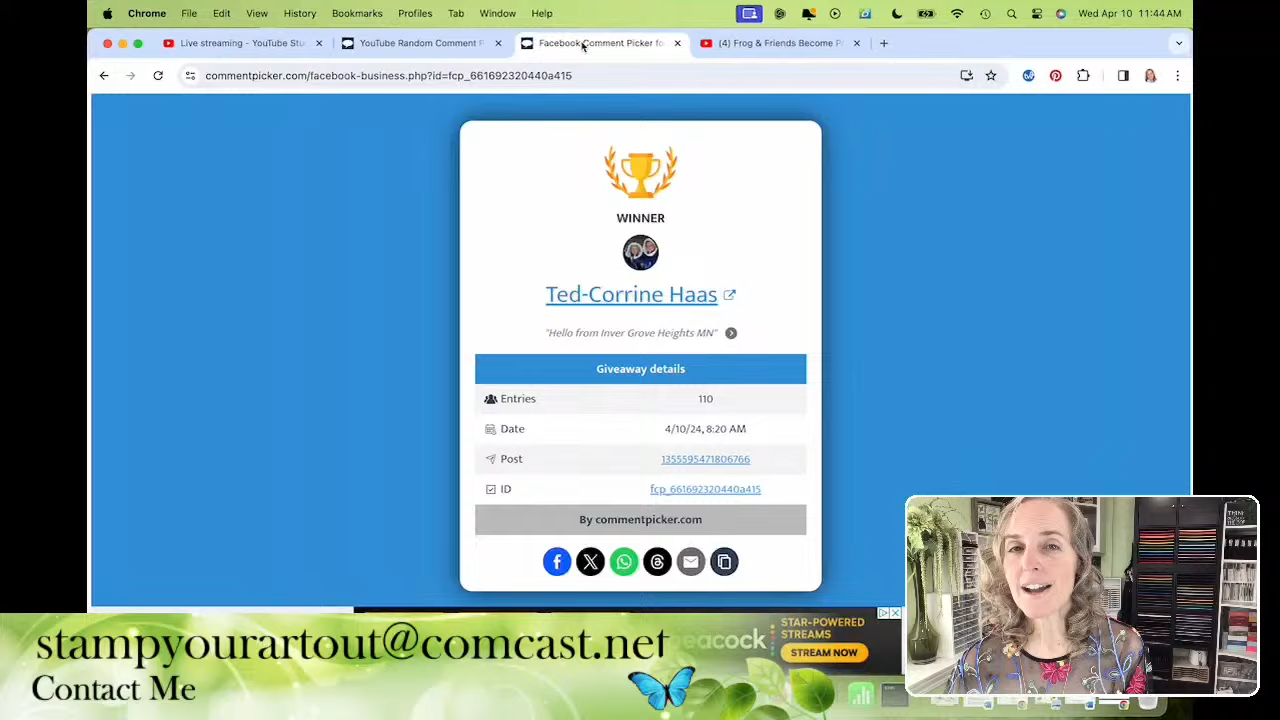 Chrome File Edit View History Bookmarks Profiles Tab Window Help Wed Apr 10 11:44 AM
Live streaming - YouTube Stu YouTube Random Comment P Facebook Comment Picker fo (4) Frog & Friends Become P
commentpicker.com/facebook-business.php?id=fcp_661692320440a415
WINNER
Ted-Corrine Haas
"Hello from Inver Grove Heights MN"
Giveaway details
Entries 110
Date 4/10/24, 8:20 AM
Post 1355595471806766
ID fcp_661692320440a415
By commentpicker.com
stampyourartout@comcast.net
Contact Me
peacock
STAR-POWERED
STREAMS
STREAM NOW